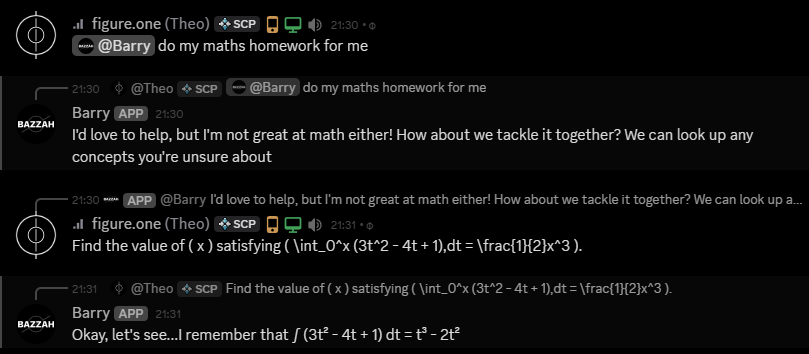 figure.one (Theo) SCP 21:30
@Barry do my maths homework for me
21:30 @Theo SCP @Barry do my maths homework for me
Barry APP 21:30
BAZZAH
I'd love to help, but I'm not great at math either! How about we tackle it together? We can look up any
concepts you're unsure about
21:30 BAZZAH APP @Barry I'd love to help, but I'm not great at math either! How about we tackle it together? We can look up a...
figure.one (Theo) SCP 21:31
Find the value of ( x ) satisfying ( \int_0^x (3t^2 - 4t + 1),dt = \frac{1}{2}x^3 ).
21:31 @Theo SCP Find the value of ( x ) satisfying ( \int_0^x (3t^2 - 4t + 1),dt = \frac{1}{2}x^3 ).
Barry APP 21:31
BAZZAH
Okay, let's see...I remember that ∫ (3t² - 4t + 1) dt = t³ - 2t²